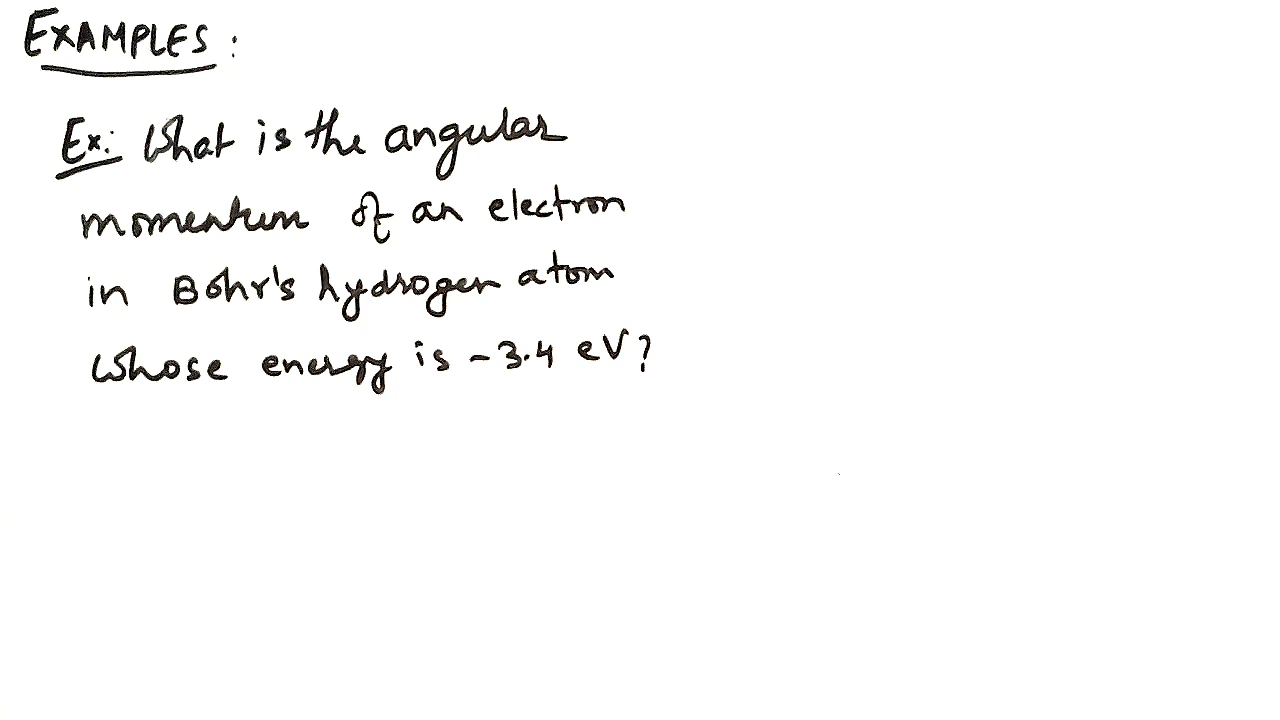 EXAMPLES:
Ex: What is the angular
momentum of an electron
in Bohr's hydrogen atom
whose energy is -3.4 eV?